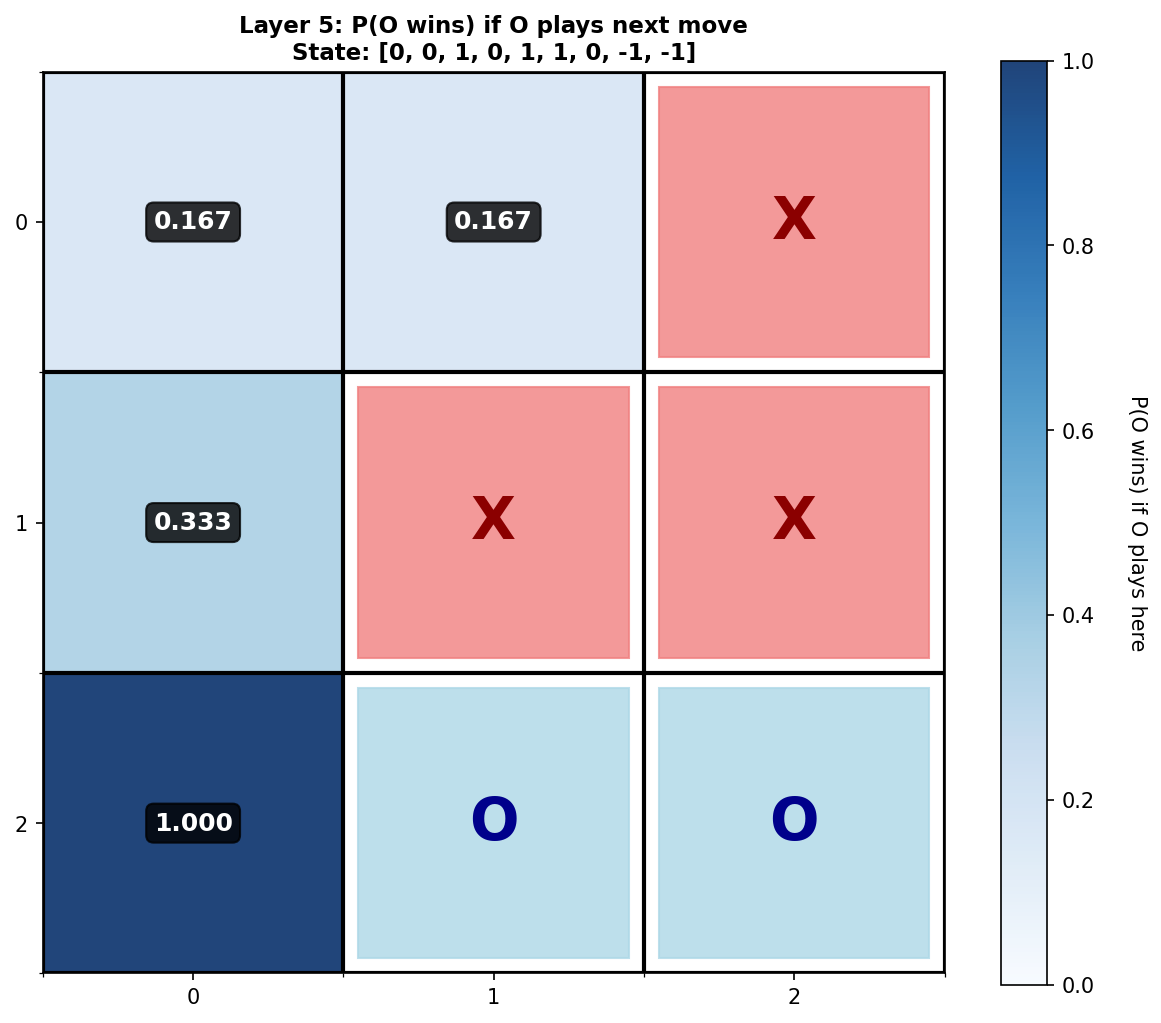 Layer 5: P(O wins) if O plays next move
State: [0, 0, 1, 0, 1, 1, 0, -1, -1]
0
0.167
0.167
X
1
0.333
X
X
2
1.000
O
O
0
1
2
1.0
0.8
0.6
0.4
0.2
0.0
P(O wins) if O plays here